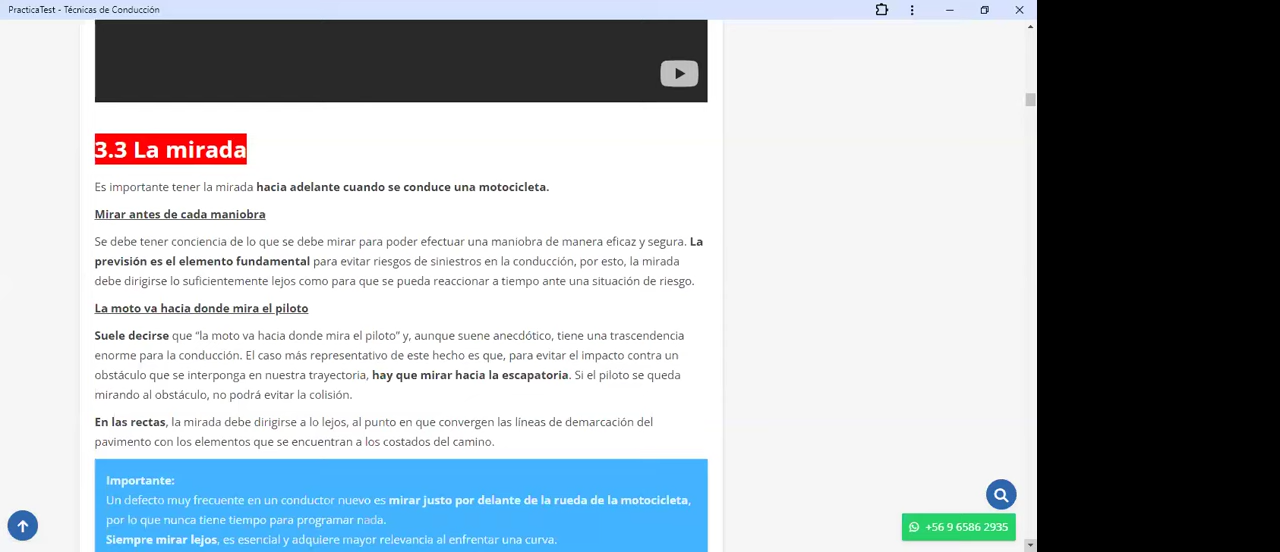 PracticaTest - Técnicas de Conducción
3.3 La mirada
Es importante tener la mirada hacia adelante cuando se conduce una motocicleta.
Mirar antes de cada maniobra
Se debe tener conciencia de lo que se debe mirar para poder efectuar una maniobra de manera eficaz y segura. La
previsión es el elemento fundamental para evitar riesgos de siniestros en la conducción, por esto, la mirada
debe dirigirse lo suficientemente lejos como para que se pueda reaccionar a tiempo ante una situación de riesgo.
La moto va hacia donde mira el piloto
Suele decirse que “la moto va hacia donde mira el piloto” y, aunque suene anecdótico, tiene una trascendencia
enorme para la conducción. El caso más representativo de este hecho es que, para evitar el impacto contra un
obstáculo que se interponga en nuestra trayectoria, hay que mirar hacia la escapatoria. Si el piloto se queda
mirando al obstáculo, no podrá evitar la colisión.
En las rectas, la mirada debe dirigirse a lo lejos, al punto en que convergen las líneas de demarcación del
pavimento con los elementos que se encuentran a los costados del camino.
Importante:
Un defecto muy frecuente en un conductor nuevo es mirar justo por delante de la rueda de la motocicleta,
por lo que nunca tiene tiempo para programar nada.
Siempre mirar lejos, es esencial y adquiere mayor relevancia al enfrentar una curva.
+56 9 6586 2935